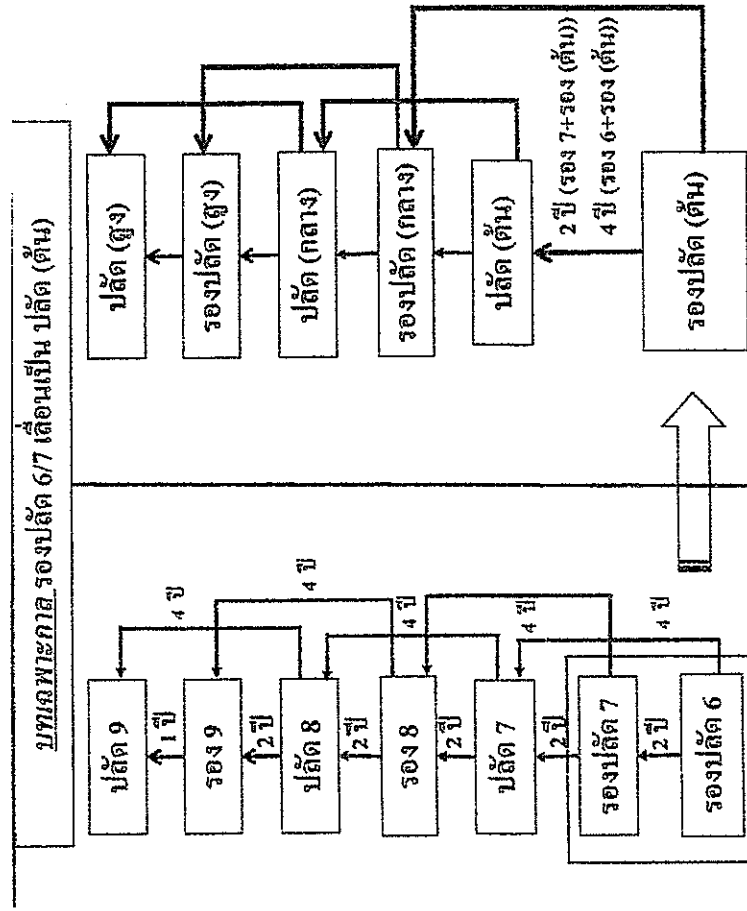 บทเฉพาะกาล รองปลัด 6/7 เลื่อนเป็น ปลัด (ต้น)
ปลัด 9
1 ปี
4 ปี
รอง 9
2 ปี
4 ปี
ปลัด 8
2 ปี
4 ปี
รอง 8
2 ปี
4 ปี
ปลัด 7
2 ปี
4 ปี
รองปลัด 7
2 ปี
รองปลัด 6
ปลัด (สูง)
รองปลัด (สูง)
ปลัด (กลาง)
รองปลัด (กลาง)
ปลัด (ต้น)
2 ปี (รอง 7+รอง (ต้น))
4 ปี (รอง 6+รอง (ต้น))
รองปลัด (ต้น)